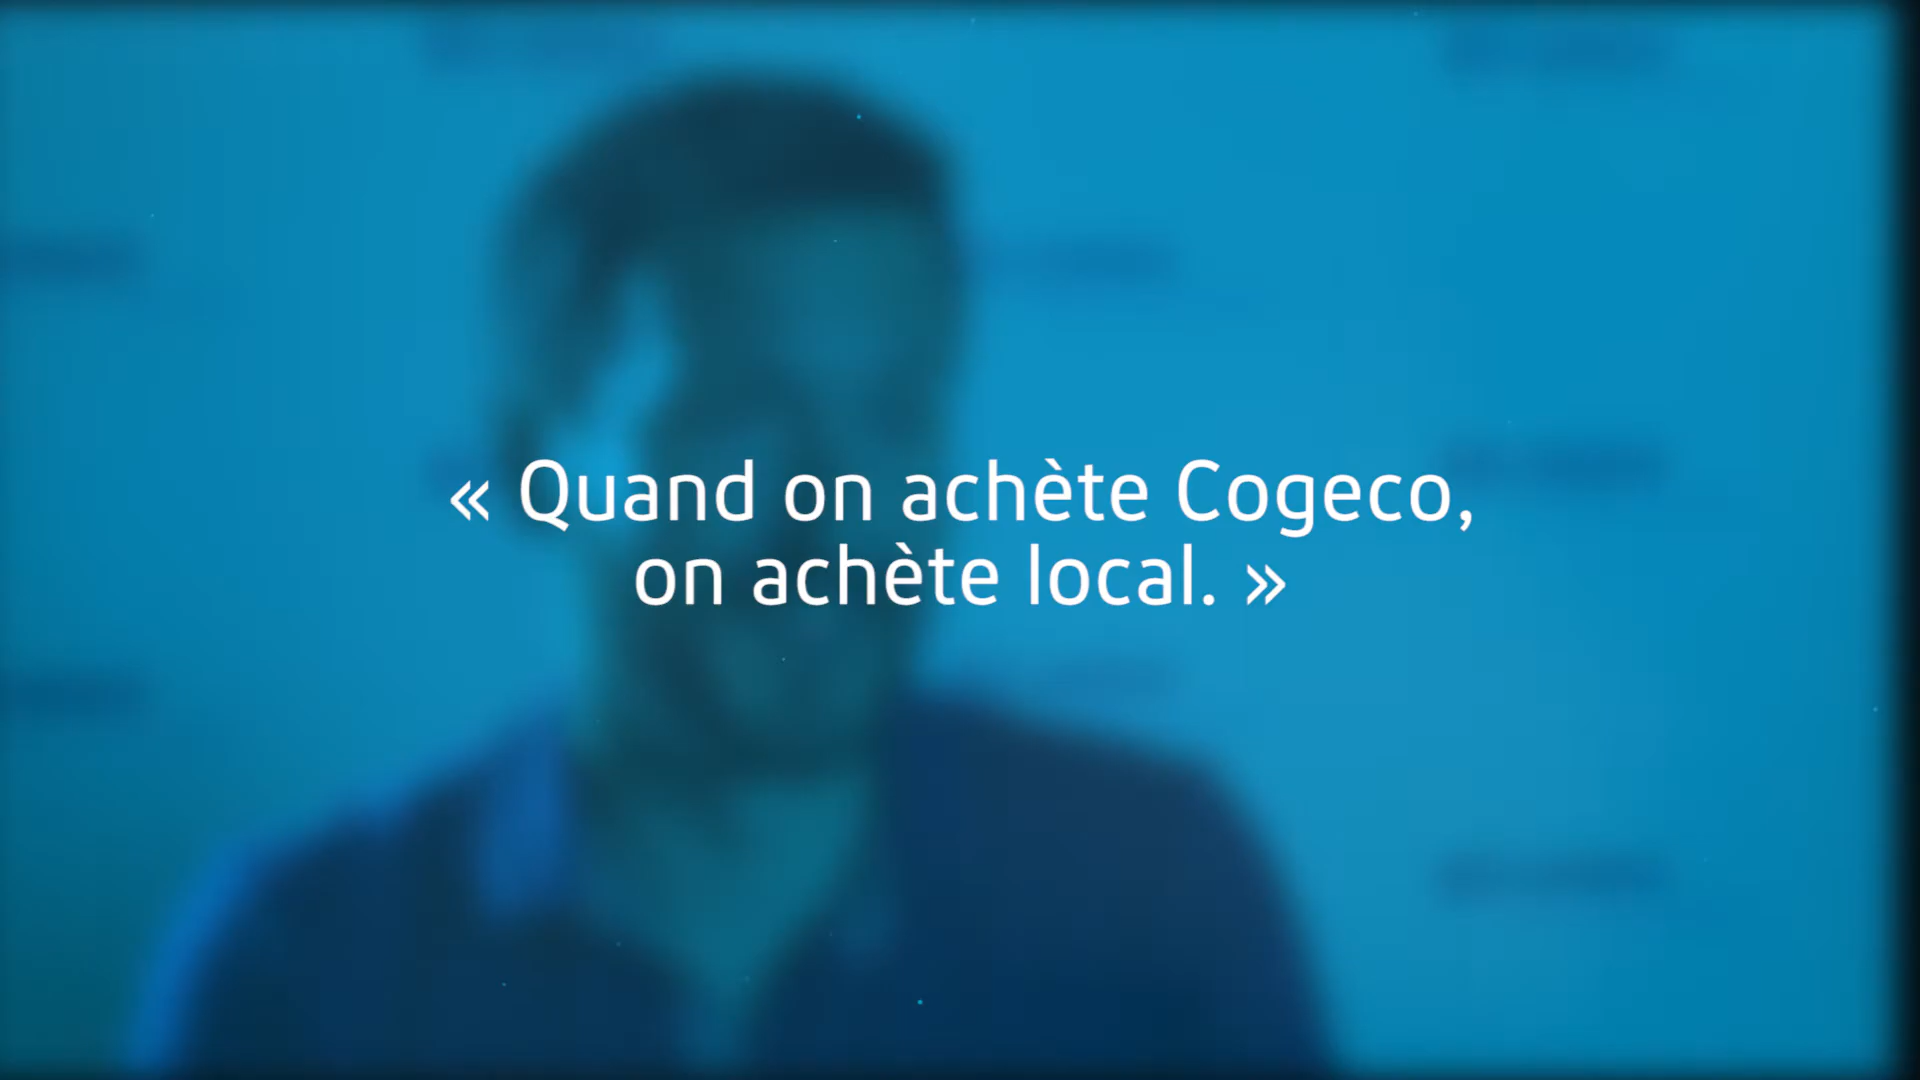 « Quand on achète Cogeco,
on achète local. »